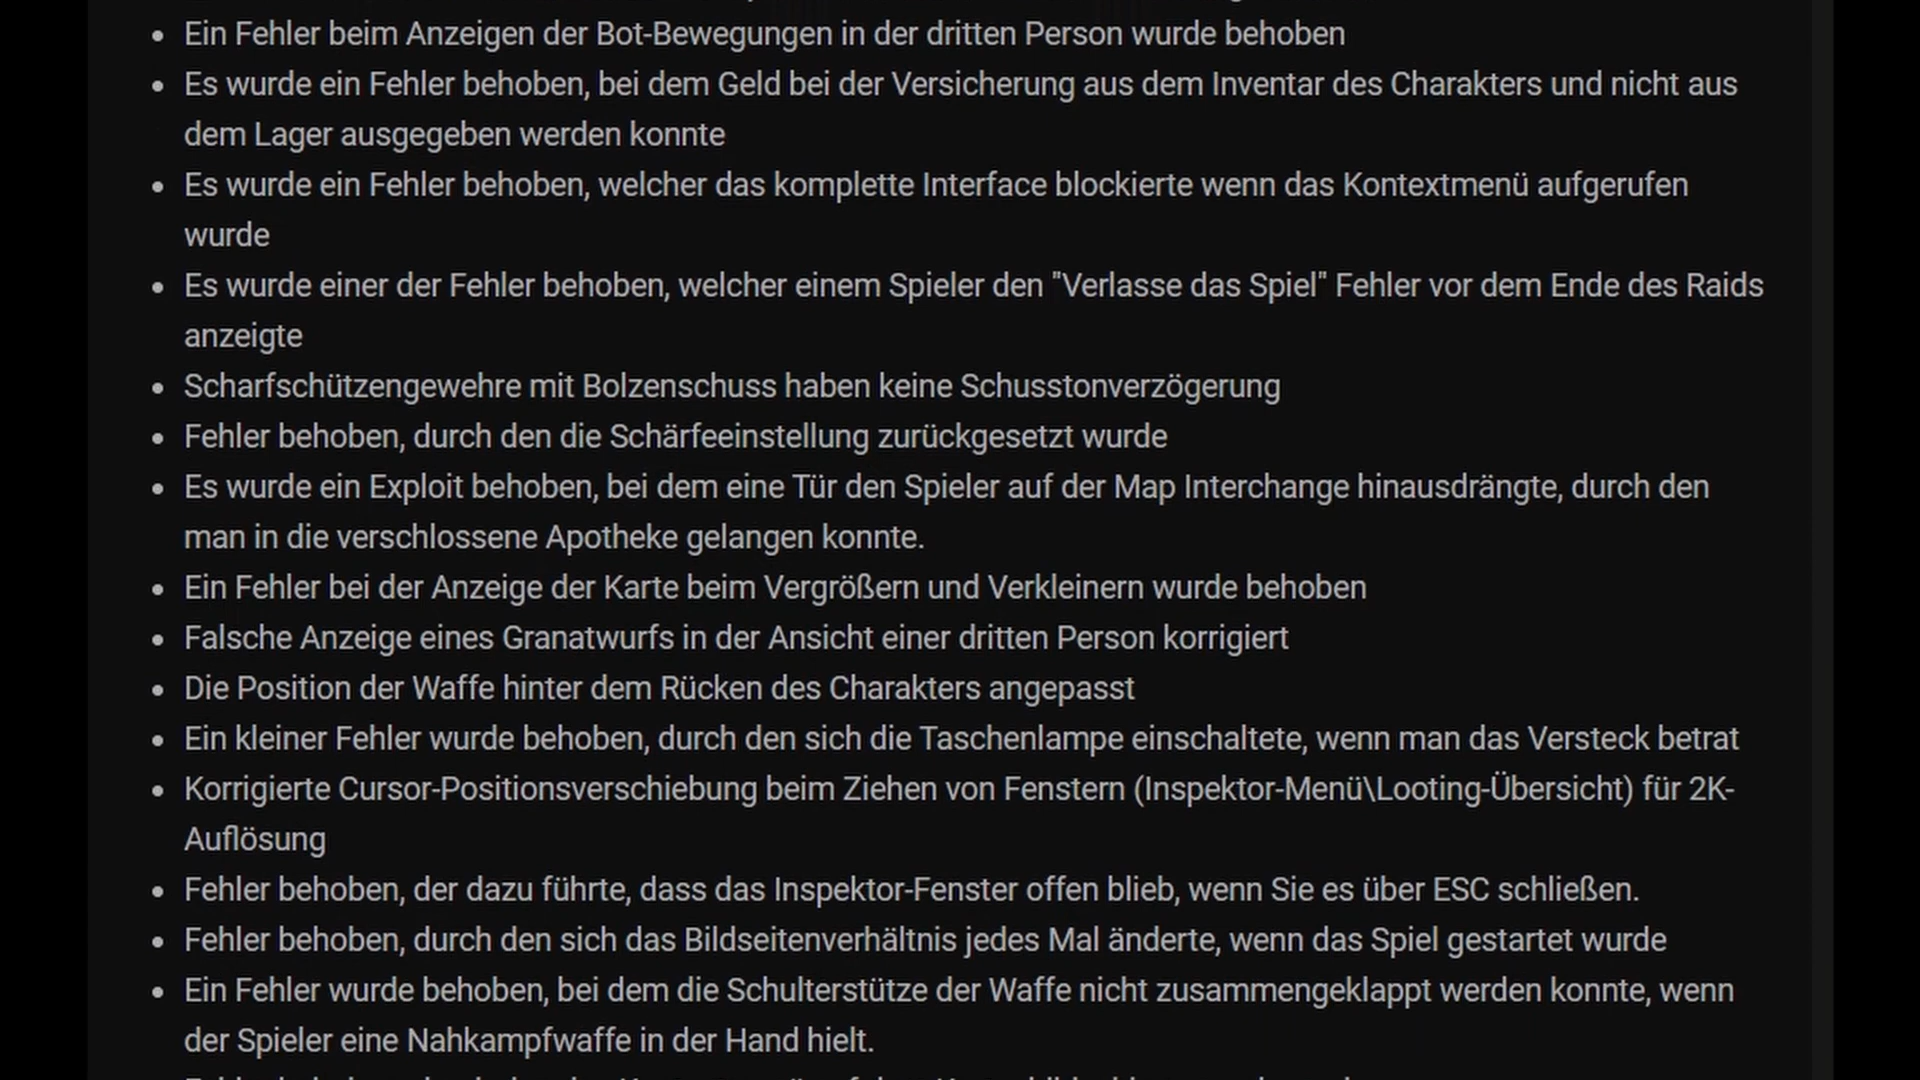 Ein Fehler beim Anzeigen der Bot-Bewegungen in der dritten Person wurde behoben
Es wurde ein Fehler behoben, bei dem Geld bei der Versicherung aus dem Inventar des Charakters und nicht aus
dem Lager ausgegeben werden konnte
Es wurde ein Fehler behoben, welcher das komplette Interface blockierte wenn das Kontextmenü aufgerufen
wurde
Es wurde einer der Fehler behoben, welcher einem Spieler den "Verlasse das Spiel" Fehler vor dem Ende des Raids
anzeigte
Scharfschützengewehre mit Bolzenschuss haben keine Schusstonverzögerung
Fehler behoben, durch den die Schärfeeinstellung zurückgesetzt wurde
Es wurde ein Exploit behoben, bei dem eine Tür den Spieler auf der Map Interchange hinausdrängte, durch den
man in die verschlossene Apotheke gelangen konnte.
Ein Fehler bei der Anzeige der Karte beim Vergrößern und Verkleinern wurde behoben
Falsche Anzeige eines Granatwurfs in der Ansicht einer dritten Person korrigiert
Die Position der Waffe hinter dem Rücken des Charakters angepasst
Ein kleiner Fehler wurde behoben, durch den sich die Taschenlampe einschaltete, wenn man das Versteck betrat
Korrigierte Cursor-Positionsverschiebung beim Ziehen von Fenstern (Inspektor-Menü\Looting-Übersicht) für 2K-
Auflösung
Fehler behoben, der dazu führte, dass das Inspektor-Fenster offen blieb, wenn Sie es über ESC schließen.
Fehler behoben, durch den sich das Bildseitenverhältnis jedes Mal änderte, wenn das Spiel gestartet wurde
Ein Fehler wurde behoben, bei dem die Schulterstütze der Waffe nicht zusammengeklappt werden konnte, wenn
der Spieler eine Nahkampfwaffe in der Hand hielt.